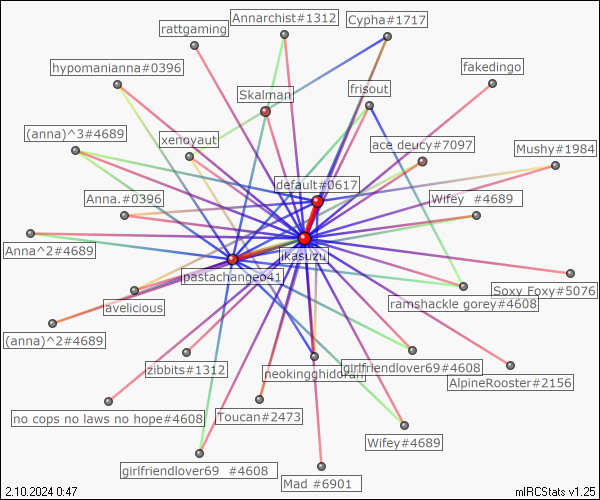 Annarchist#1312
Cypha#1717
rattgaming
hypomanianna#0396
fakedingo
Skalman
frisout
(anna)^3#4689
xenoyaut
ace deucy#7097
Mushy#1984
default#0617
Anna.#0396
Wifey #4689
Anna^2#4689
jkasuzuj
pastachangeo41
Soxy Foxy#5076
avelicious
ramshackle gorey#4608
(anna)^2#4689
zibbits#1312
neokingghidorah
girlfriendlover69#4608
AlpineRooster#2156
no cops no laws no hope#4608
Toucan#2473
Wifey#4689
girlfriendlover69 #4608
Mad #6901
2.10.2024 0:47
mIRCStats v1.25